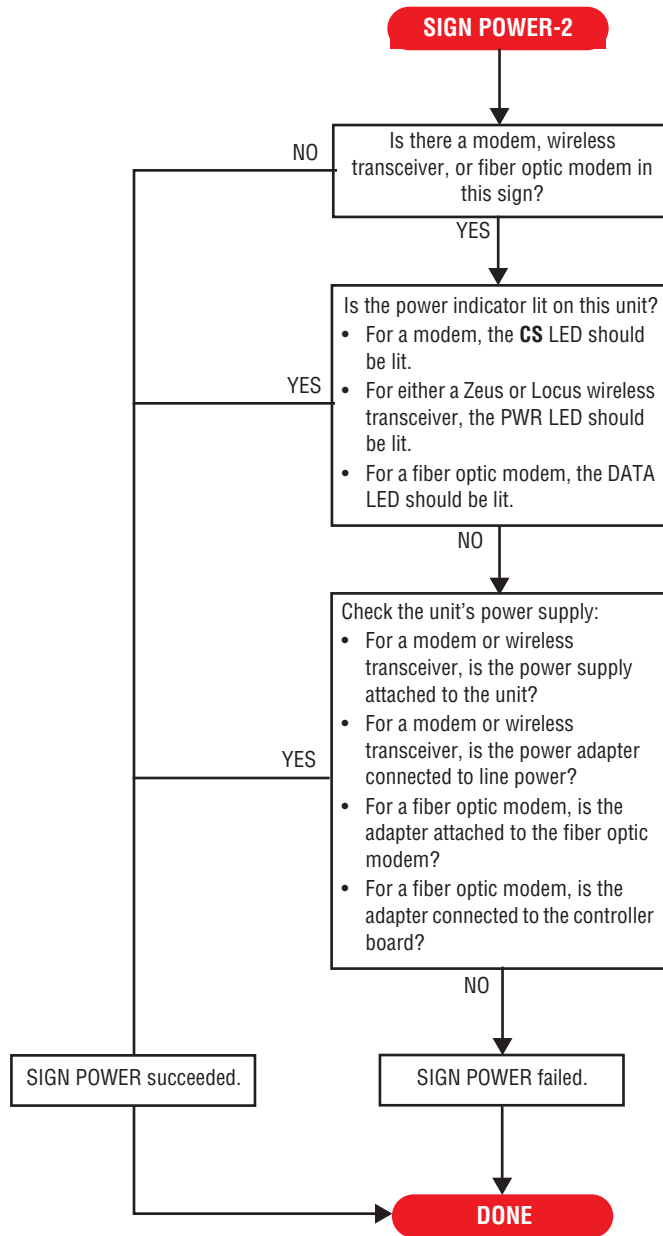 SIGN POWER-2
Is there a modem, wireless
transceiver, or fiber optic modem in
this sign?
NO
YES
Is the power indicator lit on this unit?
• For a modem, the CS LED should
be lit.
• For either a Zeus or Locus wireless
transceiver, the PWR LED should
be lit.
• For a fiber optic modem, the DATA
LED should be lit.
YES
NO
Check the unit’s power supply:
• For a modem or wireless
transceiver, is the power supply
attached to the unit?
• For a modem or wireless
transceiver, is the power adapter
connected to line power?
• For a fiber optic modem, is the
adapter attached to the fiber optic
modem?
• For a fiber optic modem, is the
adapter connected to the controller
board?
YES
NO
SIGN POWER succeeded.
SIGN POWER failed.
DONE